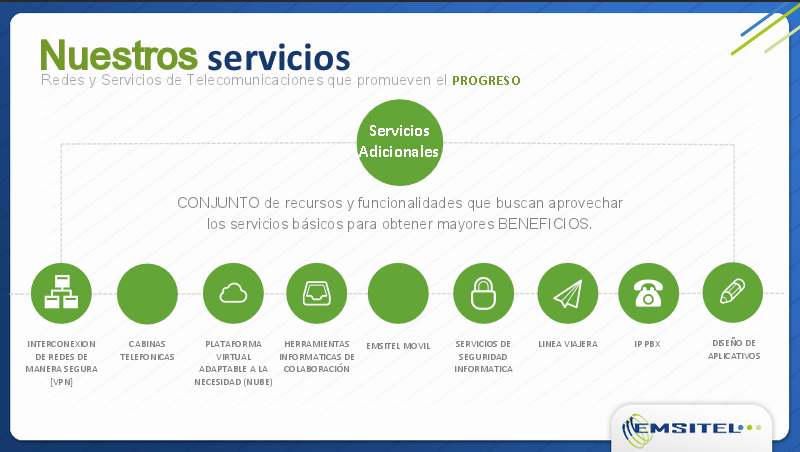 Nuestros servicios
Redes y Servicios de Telecomunicaciones que promueven el PROGRESO
Servicios
Adicionales
CONJUNTO de recursos y funcionalidades que buscan aprovechar
los servicios básicos para obtener mayores BENEFICIOS.
INTERCONEXION
DE REDES DE
MANERA SEGURA
[VPN]
CABINAS
TELEFONICAS
PLATAFORMA
VIRTUAL
ADAPTABLE A LA
NECESIDAD (NUBE)
HERRAMIENTAS
INFORMATICAS DE
COLABORACIÓN
EMSITEL MOVIL
SERVICIOS DE
SEGURIDAD
INFORMATICA
LINEA VIAJERA
IP PBX
DISEÑO DE
APLICATIVOS
EMSITEL